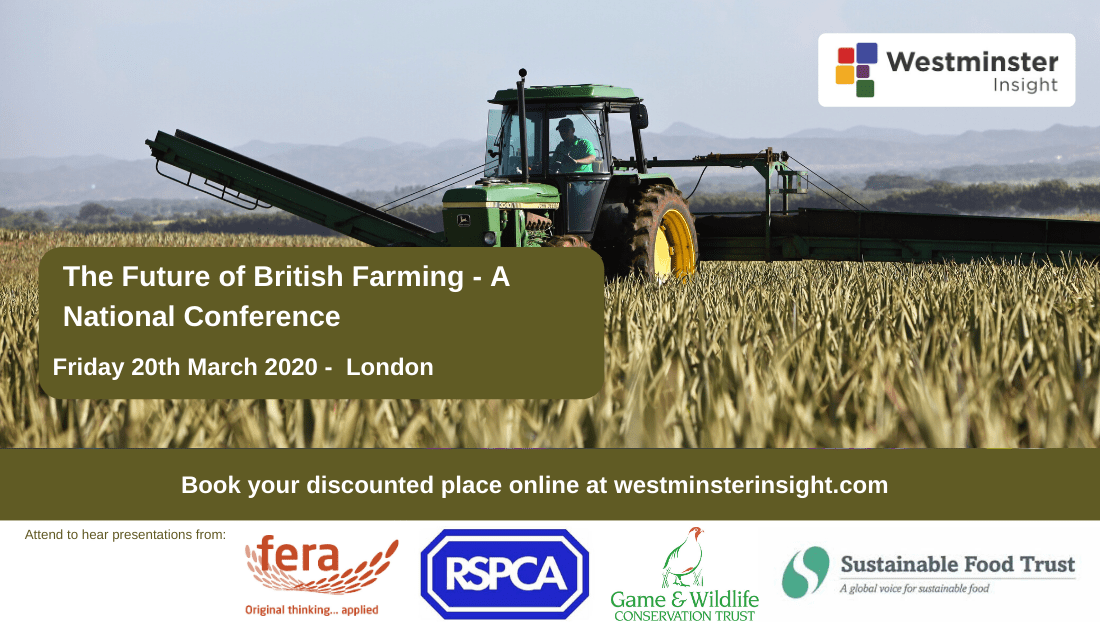 Westminster
Insight
The Future of British Farming - A
National Conference
Friday 20th March 2020 - London
Book your discounted place online at westminsterinsight.com
Attend to hear presentations from:
fera
Original thinking... applied
RSPCA
Game & Wildlife
CONSERVATION TRUST
Sustainable Food Trust
A global voice for sustainable food